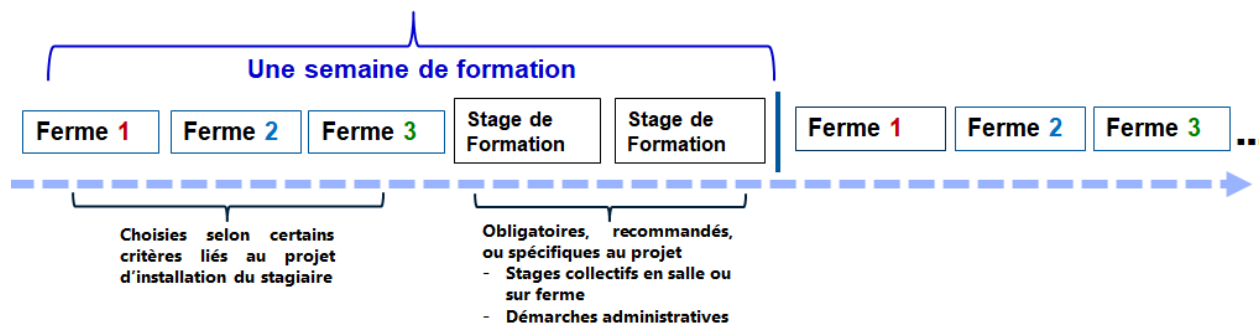 Une semaine de formation
Ferme 1
Ferme 2
Ferme 3
Stage de
Formation
Stage de
Formation
Ferme 1
Ferme 2
Ferme 3
...
Choisies selon certains
critères liés au projet
d'installation du stagiaire
Obligatoires, recommandés,
ou spécifiques au projet
- Stages collectifs en salle ou
sur ferme
- Démarches administratives